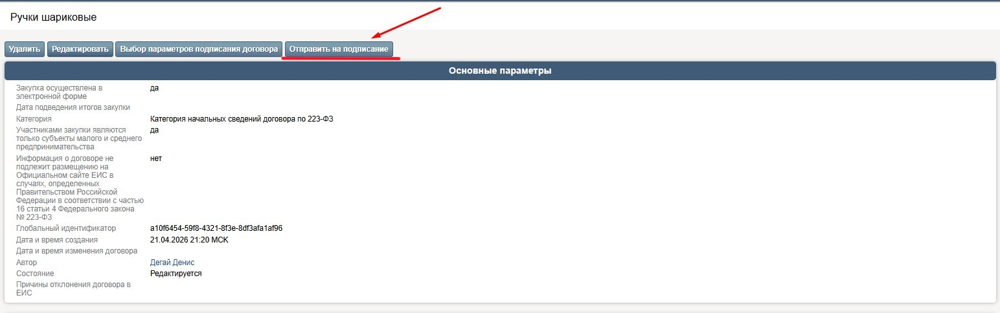 Ручки шариковые
Удалить Редактировать Выбор параметров подписания договора Отправить на подписание
Основные параметры
Закупка осуществлена в да
электронной форме
Дата подведения итогов закупки
Категория Категория начальных сведений договора по 223-ФЗ
Участниками закупки являются да
только субъекты малого и среднего
предпринимательства
Информация о договоре не нет
подлежит размещению на
Официальном сайте ЕИС в
случаях, определенных
Правительством Российской
Федерации в соответствии с частью
16 статьи 4 Федерального закона
№ 223-ФЗ
Глобальный идентификатор a10f6454-59f8-4321-8f3e-8df3afa1af96
Дата и время создания 21.04.2026 21:20 МСК
Дата и время изменения договора
Автор Дегай Денис
Состояние Редактируется
Причины отклонения договора в
ЕИС